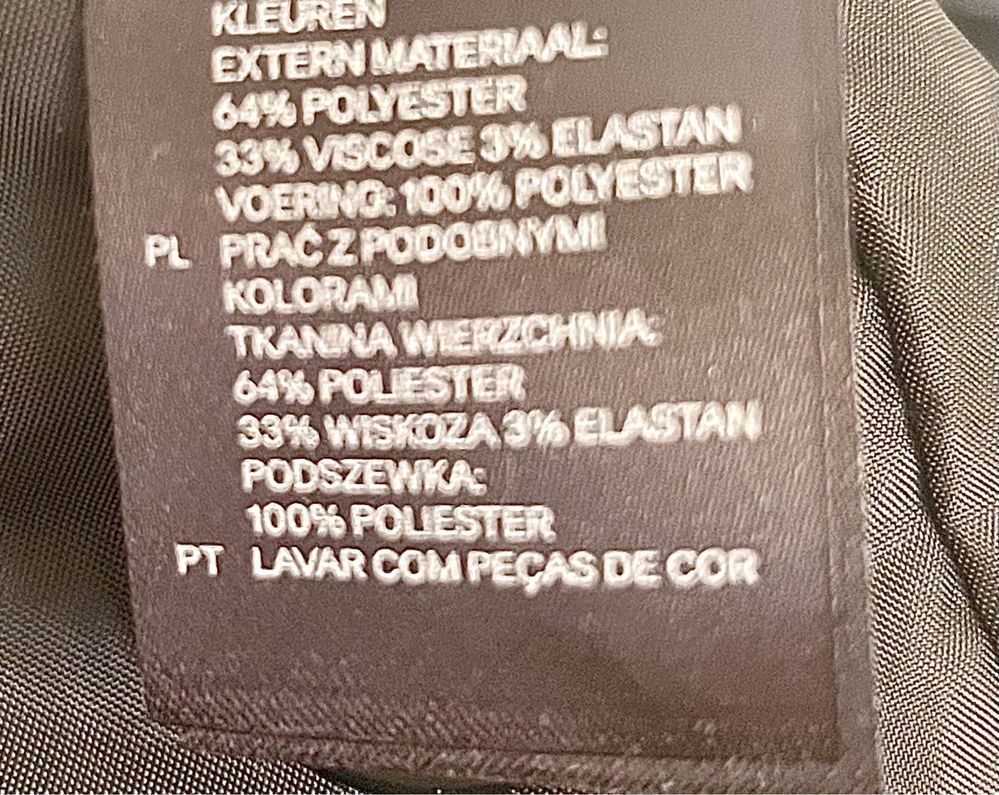 KLEUREN
EXTERN MATERIAAL:
64% POLYESTER
33% VISCOSE 3% ELASTAN
VOERING: 100% POLYESTER
PL PRAĆ Z PODOBNYMI
KOLORAMI
TKANINA WIERZCHNIA:
64% POLIESTER
33% WISKOZA 3% ELASTAN
PODSZEWKA:
100% POLIESTER
PT LAVAR COM PEÇAS DE COR